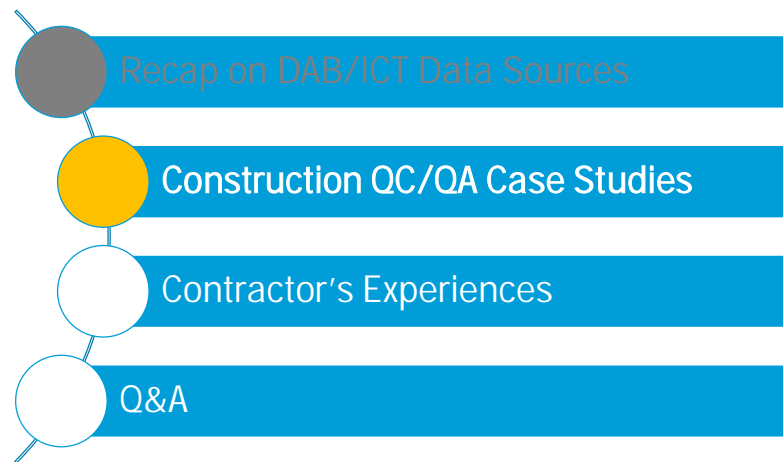 Recap on DAB/ICT Data Sources
Construction QC/QA Case Studies
Contractor's Experiences
Q&A